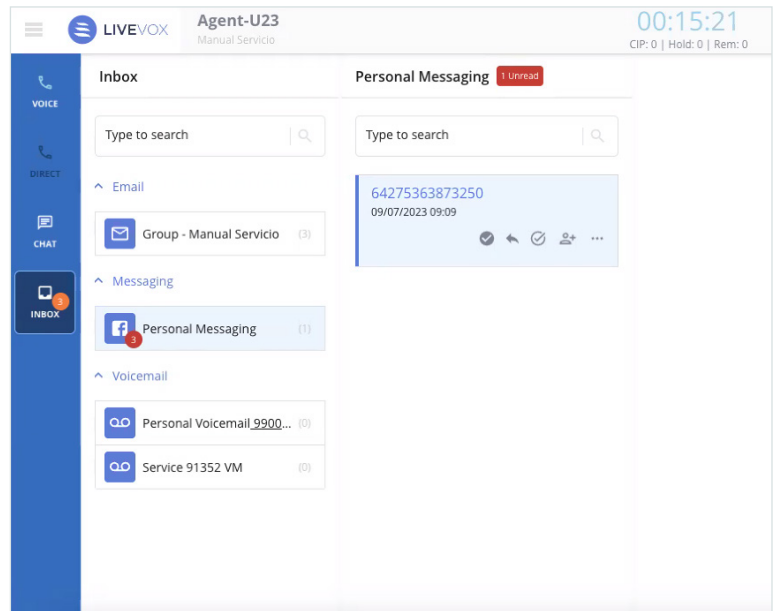 LIVEVOX
Agent-U23
Manual Servicio
00:15:21
CIP: 0 | Hold: 0 | Rem: 0
VOICE
DIRECT
CHAT
3
INBOX
Inbox
Type to search
Email
Group - Manual Servicio (3)
Messaging
Personal Messaging (1)
3
Voicemail
Personal Voicemail 9900... (0)
Service 91352 VM (0)
Personal Messaging 1 Unread
Type to search
64275363873250
09/07/2023 09:09